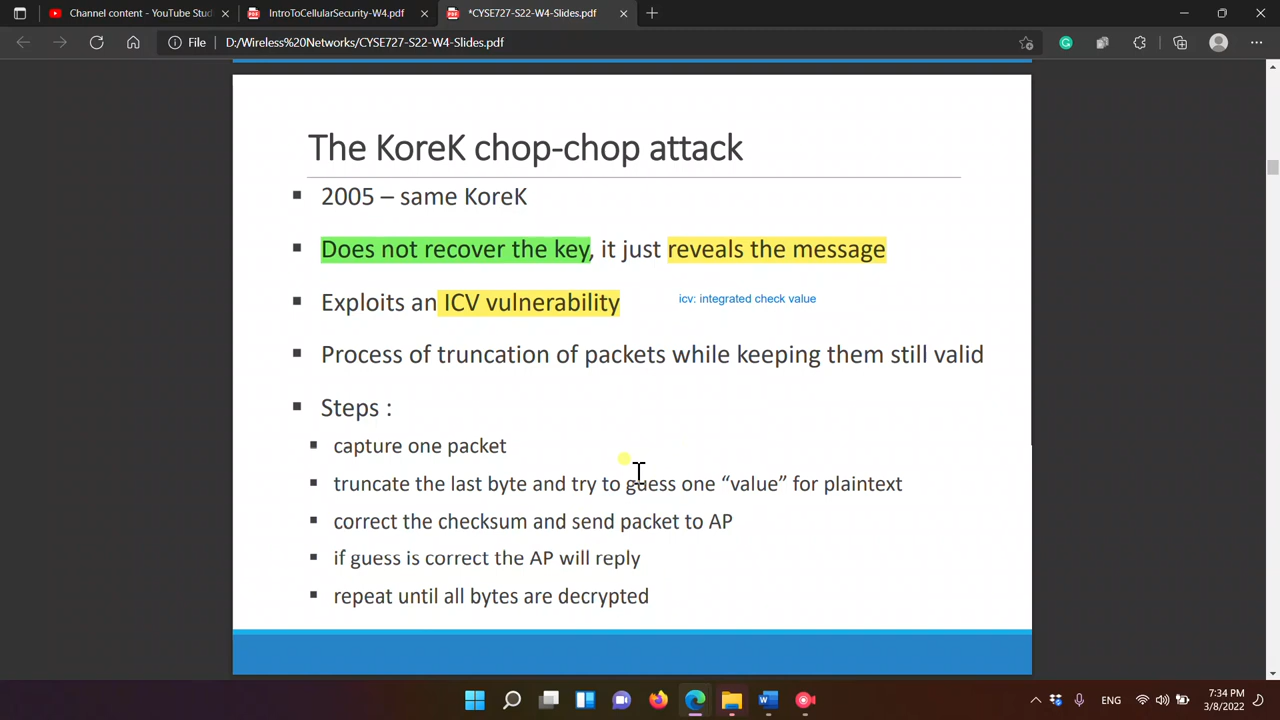 Channel content - YouTube Stud
IntroToCellularSecurity-W4.pdf
*CYSE727-S22-W4-Slides.pdf
File
D:/Wireless%20Networks/CYSE727-S22-W4-Slides.pdf
The KoreK chop-chop attack
2005 – same KoreK
Does not recover the key, it just reveals the message
Exploits an ICV vulnerability
icv: integrated check value
Process of truncation of packets while keeping them still valid
Steps :
capture one packet
truncate the last byte and try to guess one “value” for plaintext
correct the checksum and send packet to AP
if guess is correct the AP will reply
repeat until all bytes are decrypted
ENG
7:34 PM
3/8/2022